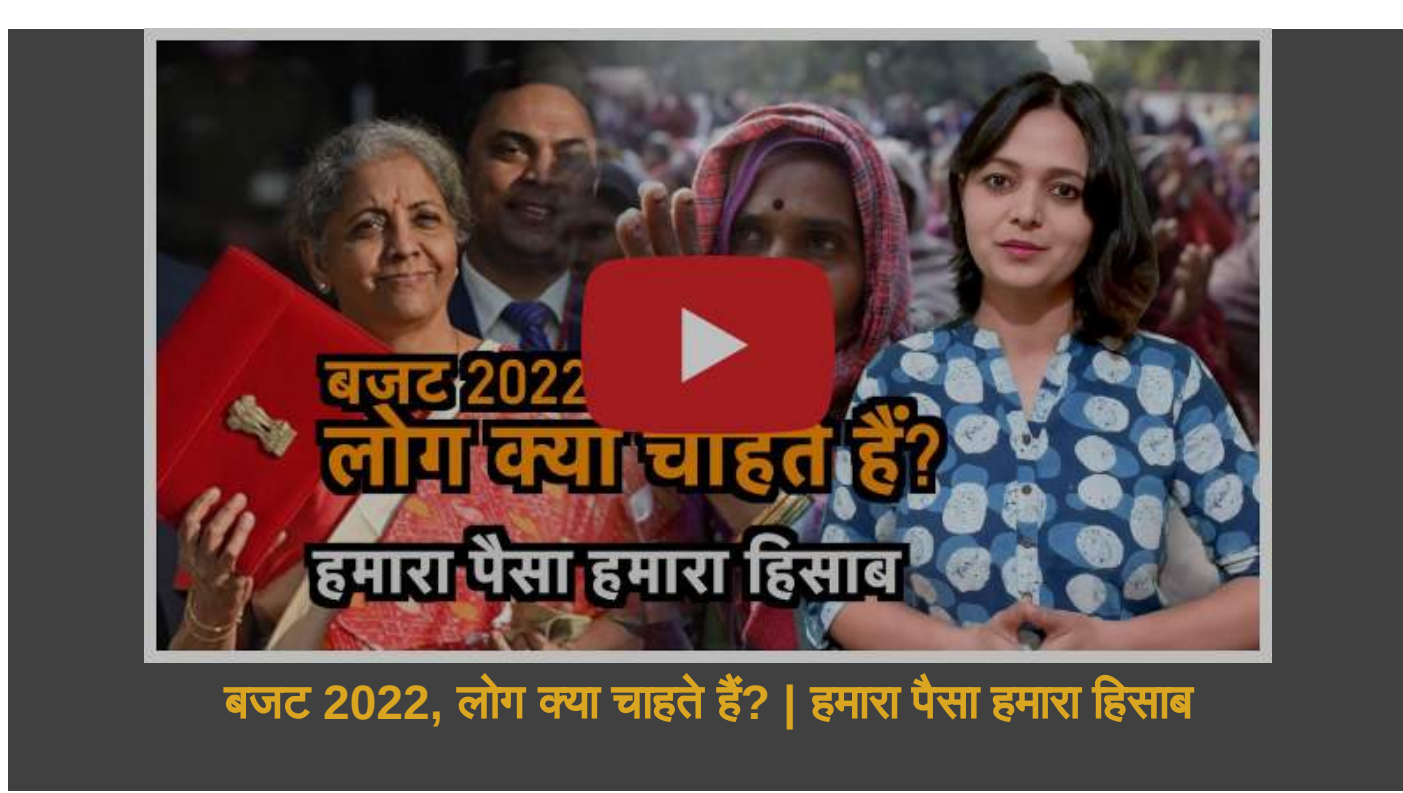 बजट 2022
लोग क्या चाहते हैं?
हमारा पैसा हमारा हिसाब
बजट 2022, लोग क्या चाहते हैं? | हमारा पैसा हमारा हिसाब